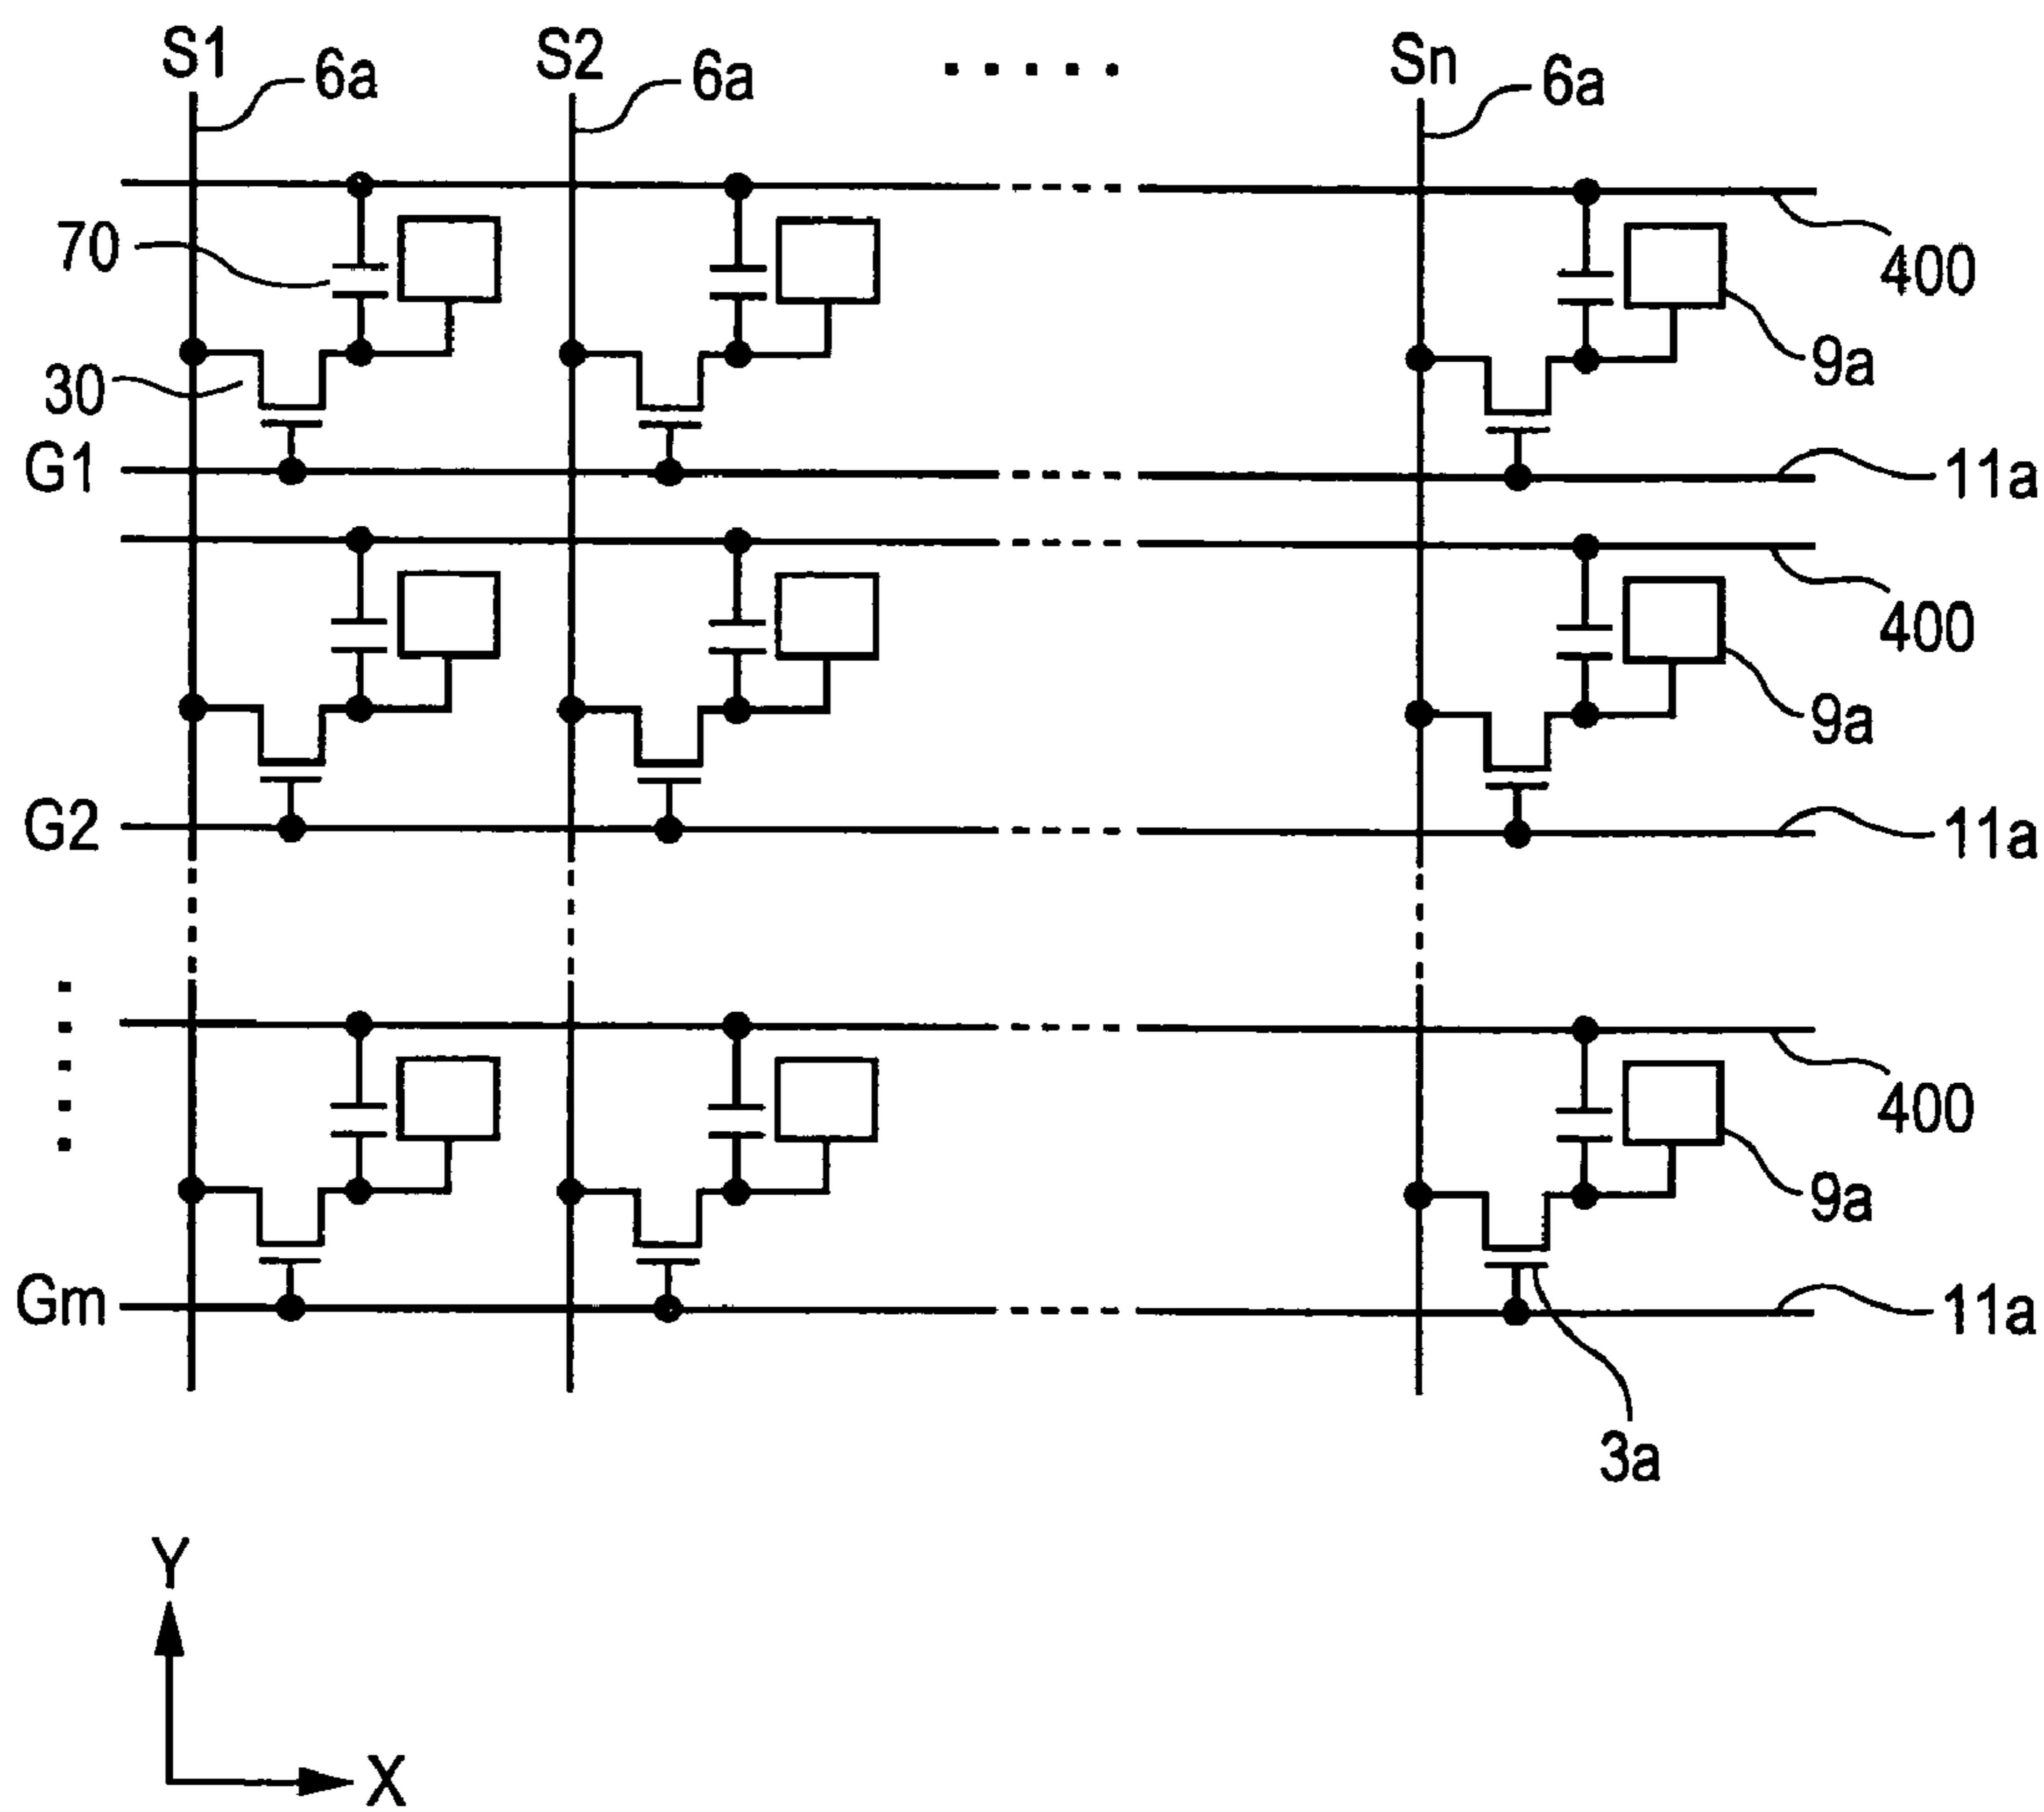 S1 6a S2 6a ..... Sn 6a
70 400
30 9a
G1 11a
400
9a
G2 11a
400
9a
Gm 11a
3a
Y
X